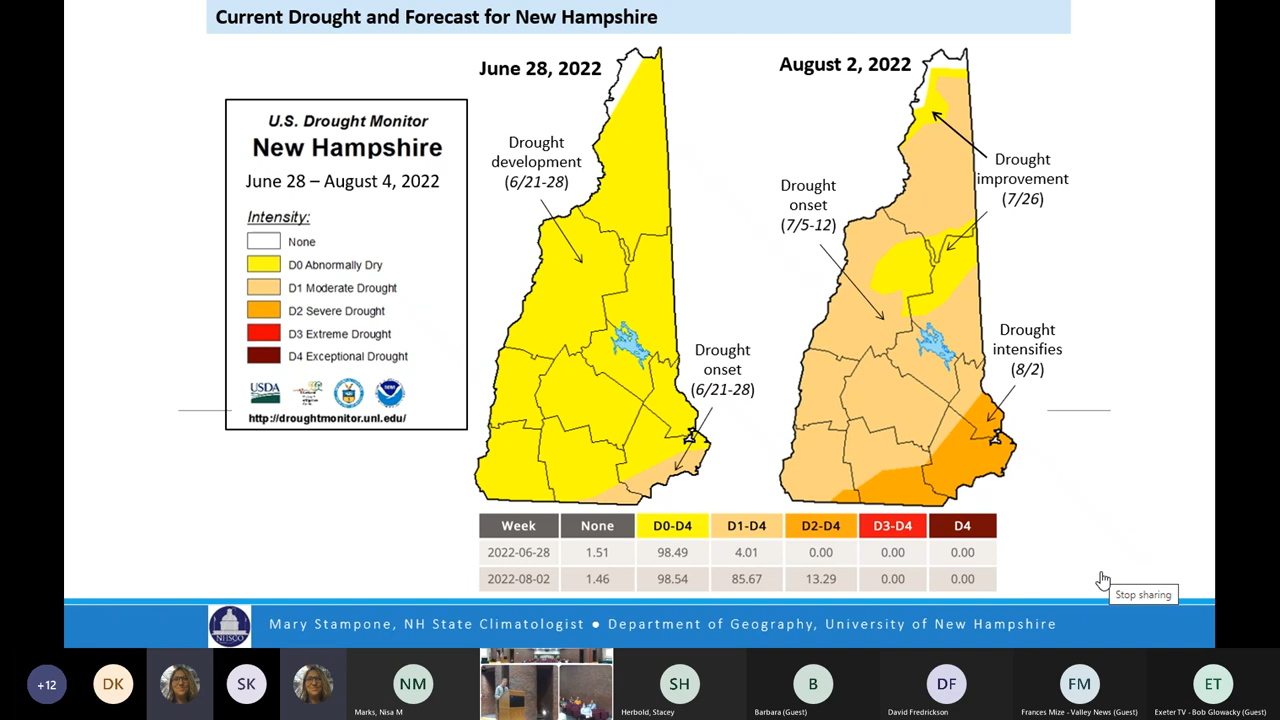 Current Drought and Forecast for New Hampshire
U.S. Drought Monitor
New Hampshire
June 28 – August 4, 2022
Intensity:
None
D0 Abnormally Dry
D1 Moderate Drought
D2 Severe Drought
D3 Extreme Drought
D4 Exceptional Drought
USDA
http://droughtmonitor.unl.edu/
June 28, 2022
Drought
development
(6/21-28)
Drought
onset
(6/21-28)
August 2, 2022
Drought
onset
(7/5-12)
Drought
improvement
(7/26)
Drought
intensifies
(8/2)
Week None D0-D4 D1-D4 D2-D4 D3-D4 D4
2022-06-28 1.51 98.49 4.01 0.00 0.00 0.00
2022-08-02 1.46 98.54 85.67 13.29 0.00 0.00
Stop sharing
NHSCO
Mary Stampone, NH State Climatologist ● Department of Geography, University of New Hampshire
+12
DK
SK
NM
Marks, Nisa M
SH
Herbold, Stacey
B
Barbara (Guest)
DF
David Fredrickson
FM
Frances Mize - Valley News (Guest)
ET
Exeter TV - Bob Glowacky (Guest)